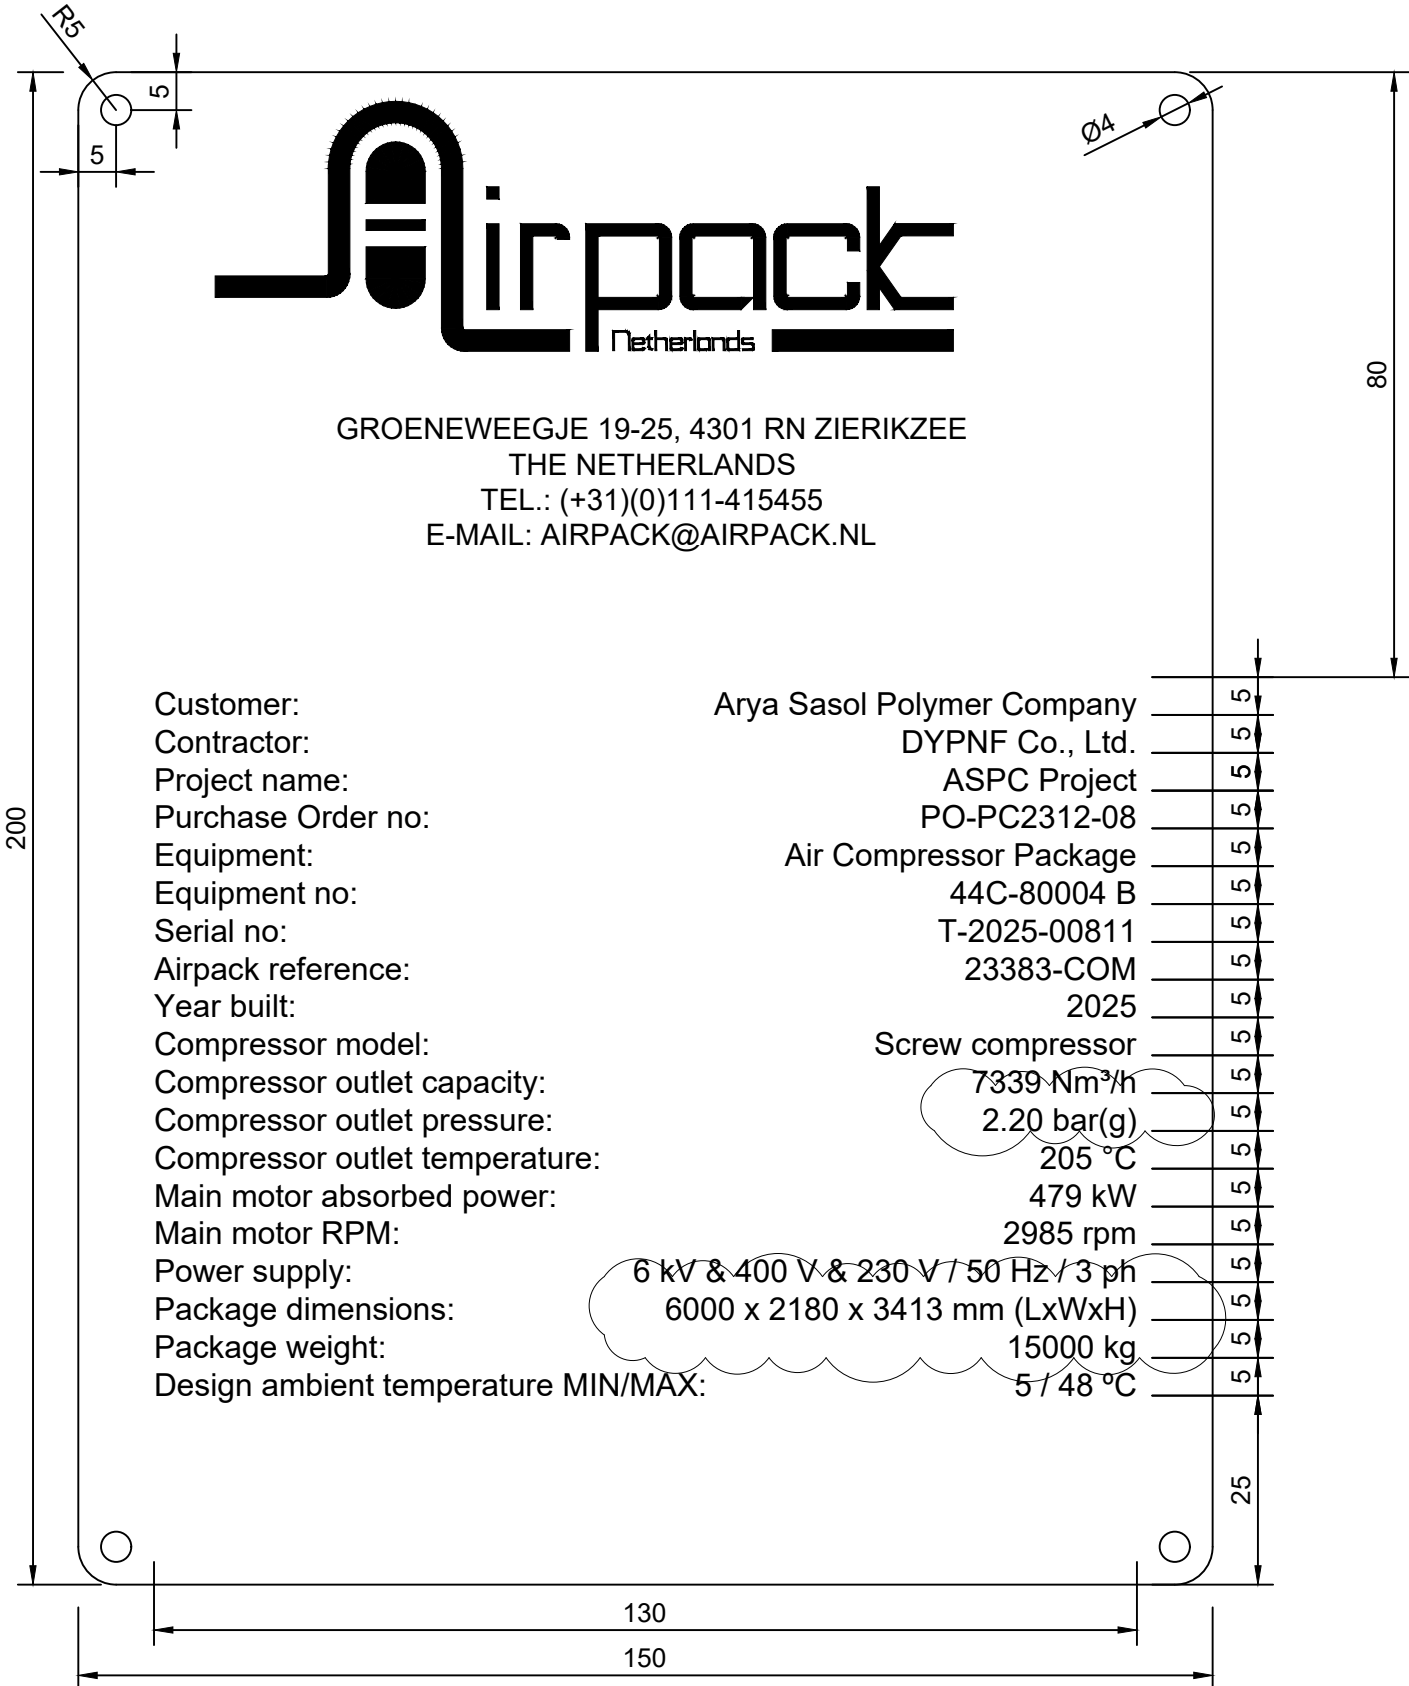 R5
5
5
Ø4
Airpack
Netherlands
80
GROENEWEEGJE 19-25, 4301 RN ZIERIKZEE
THE NETHERLANDS
TEL.: (+31)(0)111-415455
E-MAIL: AIRPACK@AIRPACK.NL
200
Customer: Arya Sasol Polymer Company 5
Contractor: DYPNF Co., Ltd. 5
Project name: ASPC Project 5
Purchase Order no: PO-PC2312-08 5
Equipment: Air Compressor Package 5
Equipment no: 44C-80004 B 5
Serial no: T-2025-00811 5
Airpack reference: 23383-COM 5
Year built: 2025 5
Compressor model: Screw compressor 5
Compressor outlet capacity: 7339 Nm³/h 5
Compressor outlet pressure: 2.20 bar(g) 5
Compressor outlet temperature: 205 °C 5
Main motor absorbed power: 479 kW 5
Main motor RPM: 2985 rpm 5
Power supply: 6 kV & 400 V & 230 V / 50 Hz / 3 ph 5
Package dimensions: 6000 x 2180 x 3413 mm (LxWxH) 5
Package weight: 15000 kg 5
Design ambient temperature MIN/MAX: 5 / 48 ºC 5
25
130
150